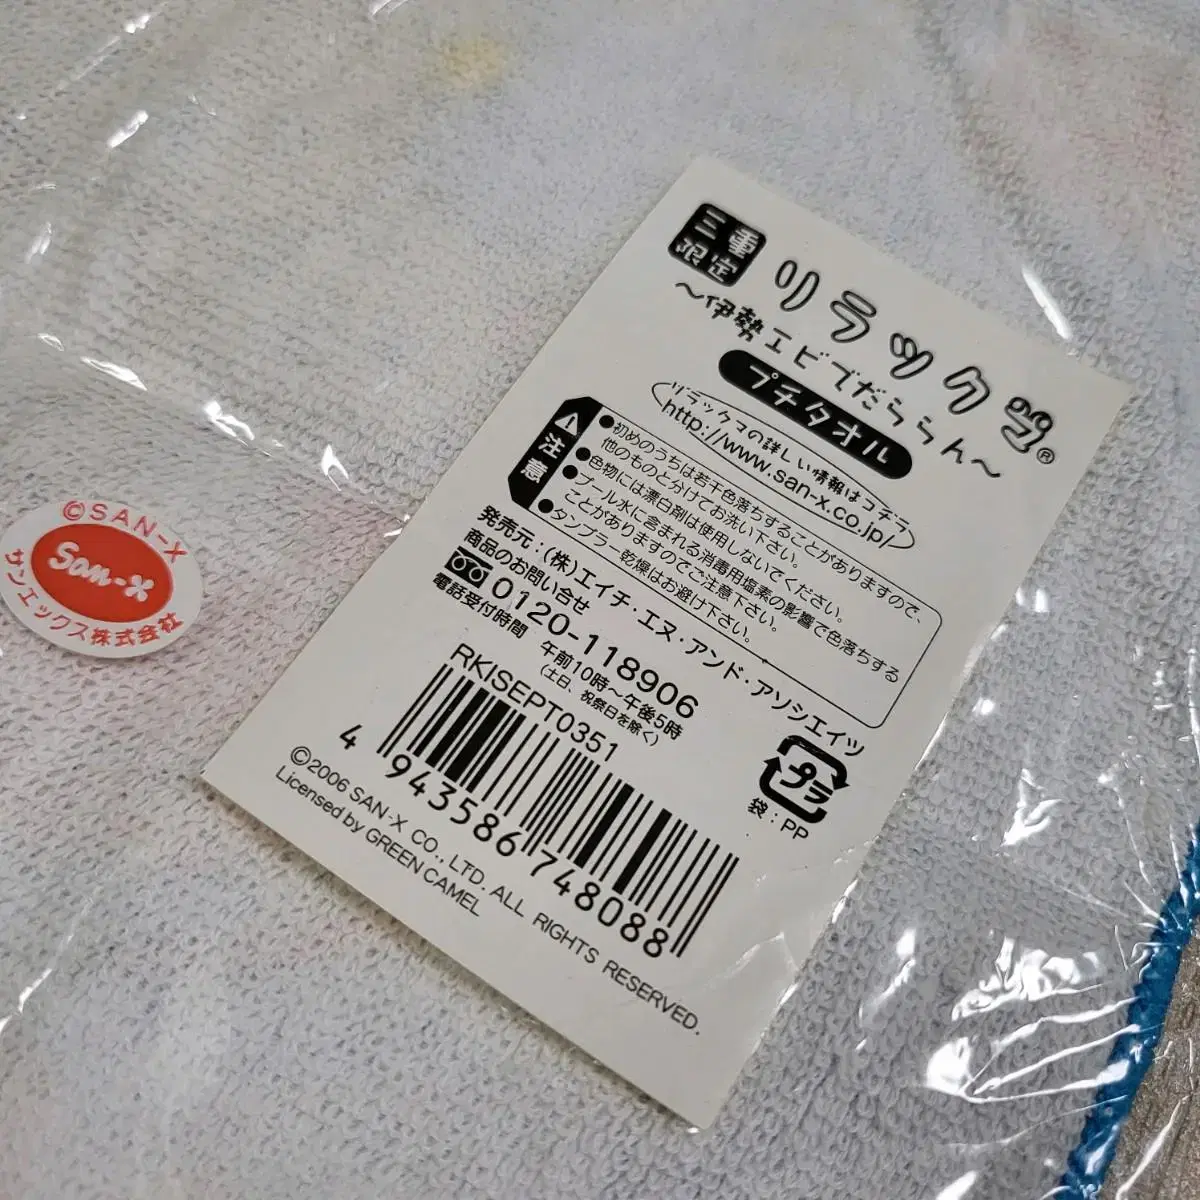 三重
限定
リラックマ®
～伊勢エビでだららん～
プチタオル
リラックマの詳しい情報はコチラ
http://www.san-x.co.jp/
注意
●初めのうちは若干色落ちすることがありますので、
他のものと分けてお洗い下さい。
●色物には漂白剤は使用しないでください。
●プール水に含まれる消毒用塩素の影響で色落ちする
ことがありますのでご注意下さい。
●タンブラー乾燥はお避け下さい。
発売元：(株)エイチ・エヌ・アンド・アソシエイツ
商品のお問い合せ
0120-118906
電話受付時間 午前10時～午後5時
(土日、祝祭日を除く)
RKISEPT0351
4 943586 748088
プラ
袋：PP
©2006 SAN-X CO., LTD. ALL RIGHTS RESERVED.
Licensed by GREEN CAMEL
©SAN-X
San-X
サンエックス株式会社